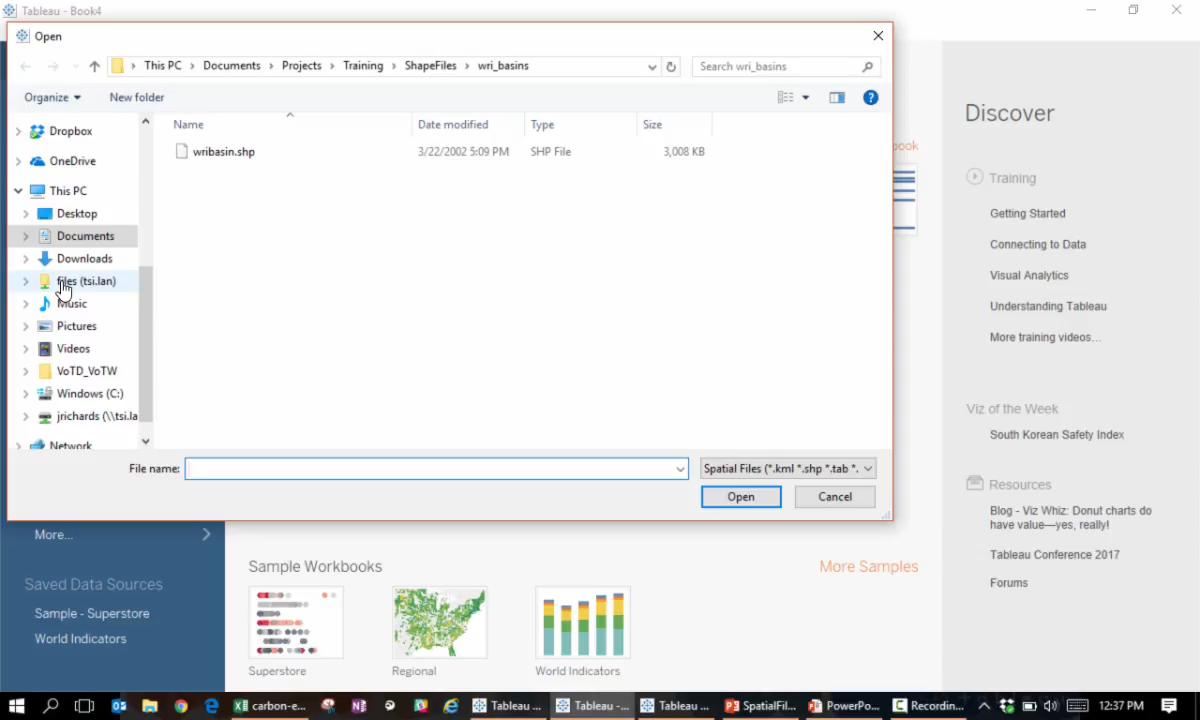 Tableau - Book4
Open
This PC > Documents > Projects > Training > ShapeFiles > wri_basins
Search wri_basins
Organize
New folder
Name
Date modified
Type
Size
wribasin.shp
3/22/2002 5:09 PM
SHP File
3,008 KB
Dropbox
OneDrive
This PC
Desktop
Documents
Downloads
files (tsi.lan)
Music
Pictures
Videos
VoTD_VoTW
Windows (C:)
jrichards (\\tsi.la
Network
File name:
Spatial Files (*.kml *.shp *.tab *.
Open
Cancel
ook
More...
Saved Data Sources
Sample - Superstore
World Indicators
Sample Workbooks
More Samples
Superstore
Regional
World Indicators
Discover
Training
Getting Started
Connecting to Data
Visual Analytics
Understanding Tableau
More training videos...
Viz of the Week
South Korean Safety Index
Resources
Blog - Viz Whiz: Donut charts do
have value—yes, really!
Tableau Conference 2017
Forums
carbon-e...
Tableau ...
Tableau -...
Tableau ...
SpatialFil...
PowerPo...
Recordin...
12:37 PM